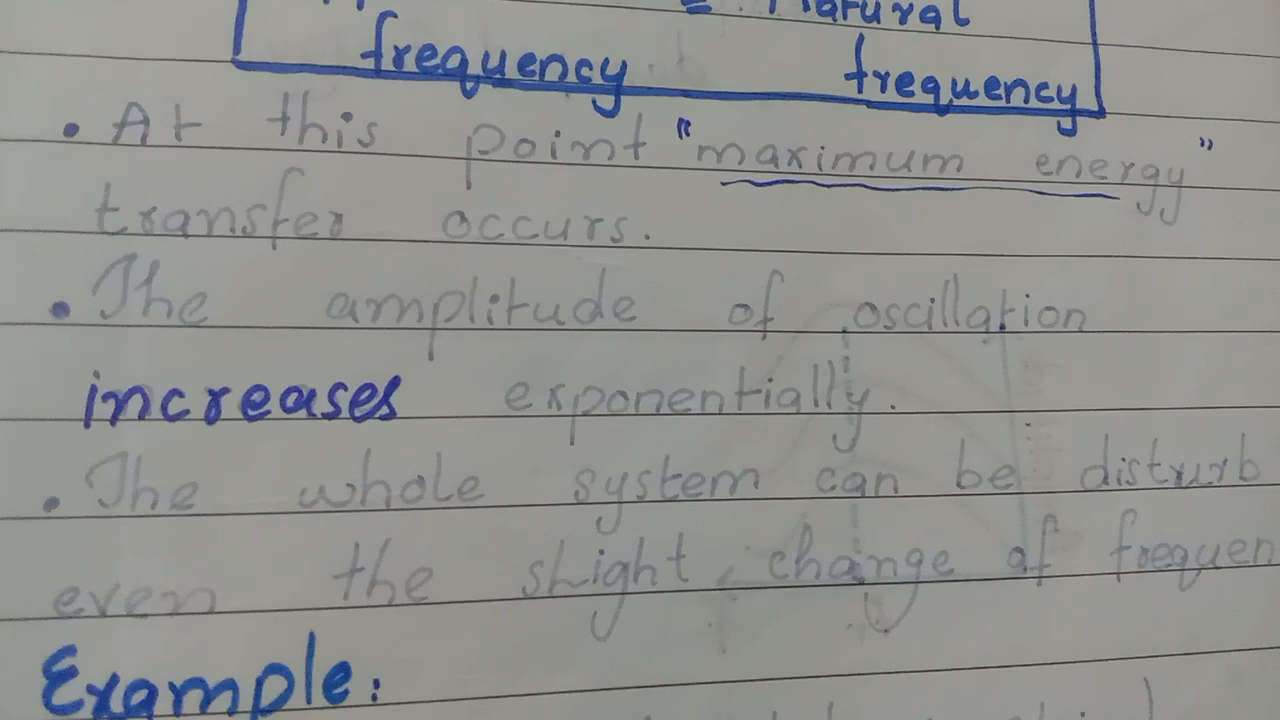 = natural
frequency frequency
• At this point "maximum energy"
transfer occurs.
• The amplitude of oscillation
increases exponentially.
• The whole system can be disturb
even the slight change of frequen
Example: